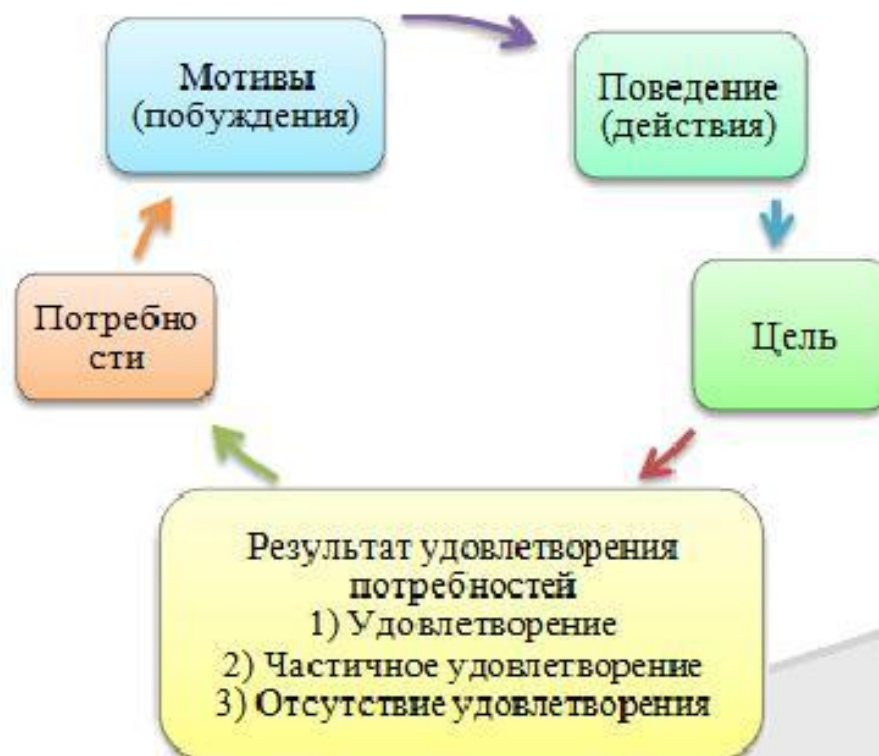 Мотивы
(побуждения)
Поведение
(действия)
Потребно
сти
Цель
Результат удовлетворения
потребностей
1) Удовлетворение
2) Частичное удовлетворение
3) Отсутствие удовлетворения